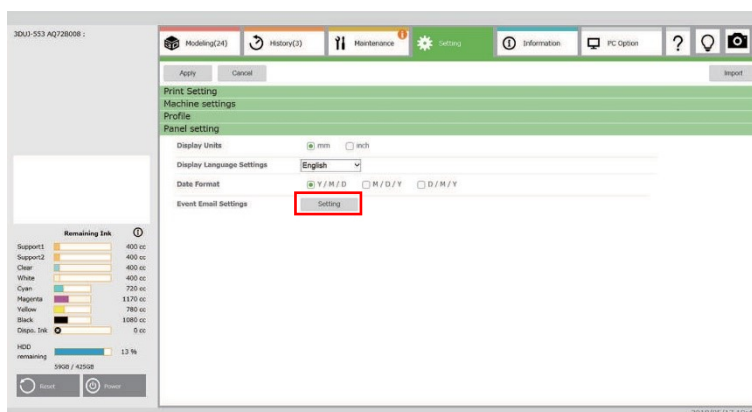 3DUJ-553 AQ728008 :
Modeling(24)
History(3)
Maintenance
Setting
Information
PC Option
Apply
Cancel
Import
Print Setting
Machine settings
Profile
Panel setting
Display Units
mm
inch
Display Language Settings
English
Date Format
Y / M / D
M / D / Y
D / M / Y
Event Email Settings
Setting
Remaining Ink
Support1 400 cc
Support2 400 cc
Clear 400 cc
White 400 cc
Cyan 720 cc
Magenta 1170 cc
Yellow 780 cc
Black 1080 cc
Dispo. Ink 0 cc
HDD
remaining
13 %
59GB / 425GB
Reset
Power